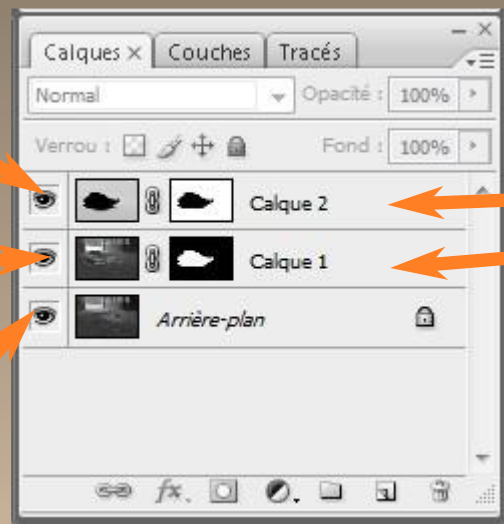 Calques × Couches Tracés
Normal Opacité : 100%
Verrou : Fond : 100%
Calque 2
Calque 1
Arrière-plan
fx.